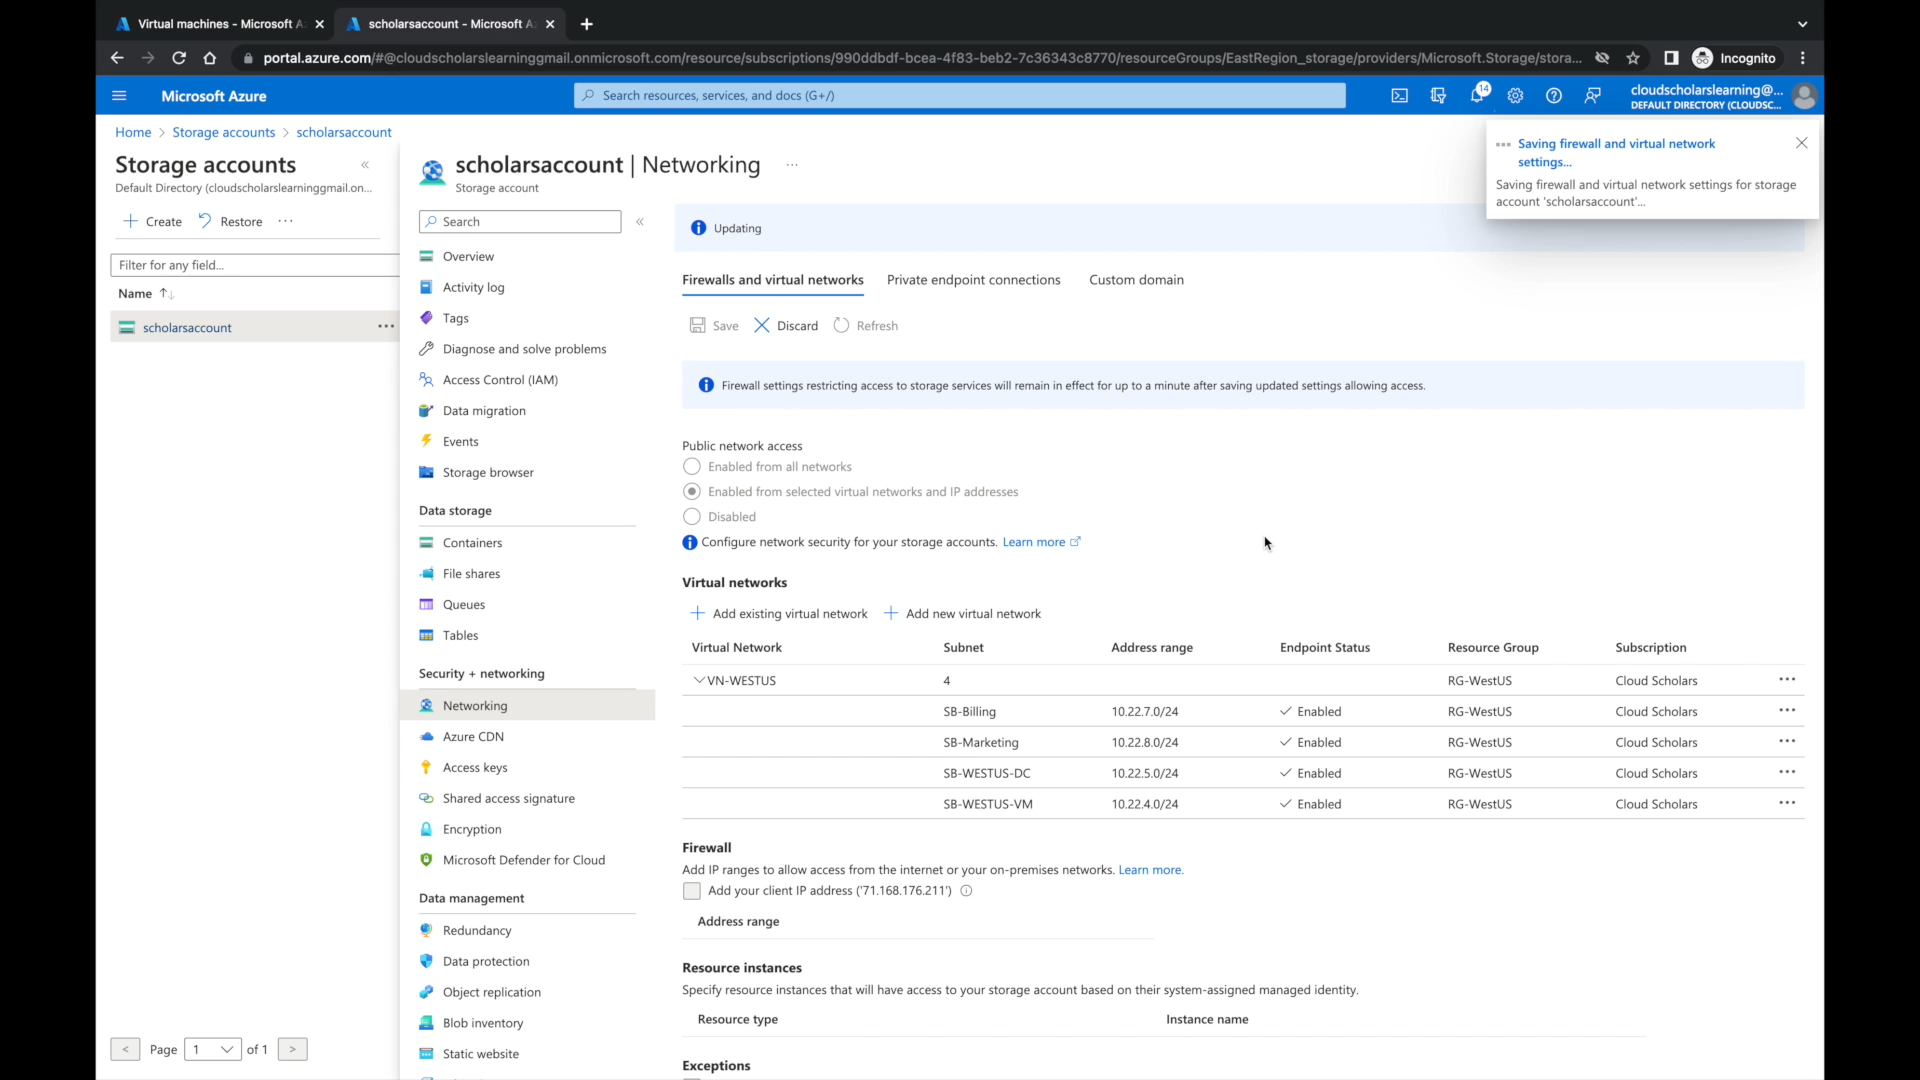 Virtual machines - Microsoft A
scholarsaccount - Microsoft A
portal.azure.com/#@cloudscholarslearninggmail.onmicrosoft.com/resource/subscriptions/990ddbdf-bcea-4f83-beb2-7c36343c8770/resourceGroups/EastRegion_storage/providers/Microsoft.Storage/stora...
Incognito
Microsoft Azure
Search resources, services, and docs (G+/)
14
cloudscholarslearning@...
DEFAULT DIRECTORY (CLOUDSC...
Home > Storage accounts > scholarsaccount
Saving firewall and virtual network
settings...
Saving firewall and virtual network settings for storage
account 'scholarsaccount'...
Storage accounts
Default Directory (cloudscholarslearninggmail.on...
Create
Restore
Filter for any field...
Name
scholarsaccount
Page
1
of 1
scholarsaccount | Networking
Storage account
Search
Overview
Activity log
Tags
Diagnose and solve problems
Access Control (IAM)
Data migration
Events
Storage browser
Data storage
Containers
File shares
Queues
Tables
Security + networking
Networking
Azure CDN
Access keys
Shared access signature
Encryption
Microsoft Defender for Cloud
Data management
Redundancy
Data protection
Object replication
Blob inventory
Static website
Updating
Firewalls and virtual networks
Private endpoint connections
Custom domain
Save
Discard
Refresh
Firewall settings restricting access to storage services will remain in effect for up to a minute after saving updated settings allowing access.
Public network access
Enabled from all networks
Enabled from selected virtual networks and IP addresses
Disabled
Configure network security for your storage accounts. Learn more
Virtual networks
Add existing virtual network
Add new virtual network
Virtual Network Subnet Address range Endpoint Status Resource Group Subscription
VN-WESTUS 4 RG-WestUS Cloud Scholars
SB-Billing 10.22.7.0/24 Enabled RG-WestUS Cloud Scholars
SB-Marketing 10.22.8.0/24 Enabled RG-WestUS Cloud Scholars
SB-WESTUS-DC 10.22.5.0/24 Enabled RG-WestUS Cloud Scholars
SB-WESTUS-VM 10.22.4.0/24 Enabled RG-WestUS Cloud Scholars
Firewall
Add IP ranges to allow access from the internet or your on-premises networks. Learn more.
Add your client IP address ('71.168.176.211')
Address range
Resource instances
Specify resource instances that will have access to your storage account based on their system-assigned managed identity.
Resource type Instance name
Exceptions